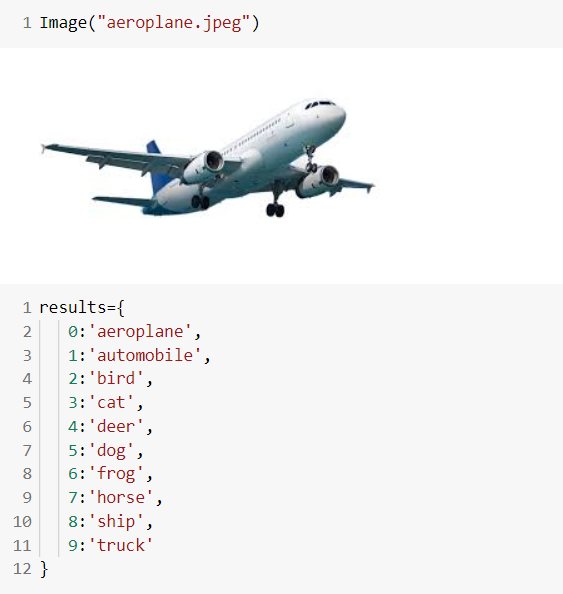 1 Image("aeroplane.jpeg")
1 results={
2 0:'aeroplane',
3 1:'automobile',
4 2:'bird',
5 3:'cat',
6 4:'deer',
7 5:'dog',
8 6:'frog',
9 7:'horse',
10 8:'ship',
11 9:'truck'
12 }